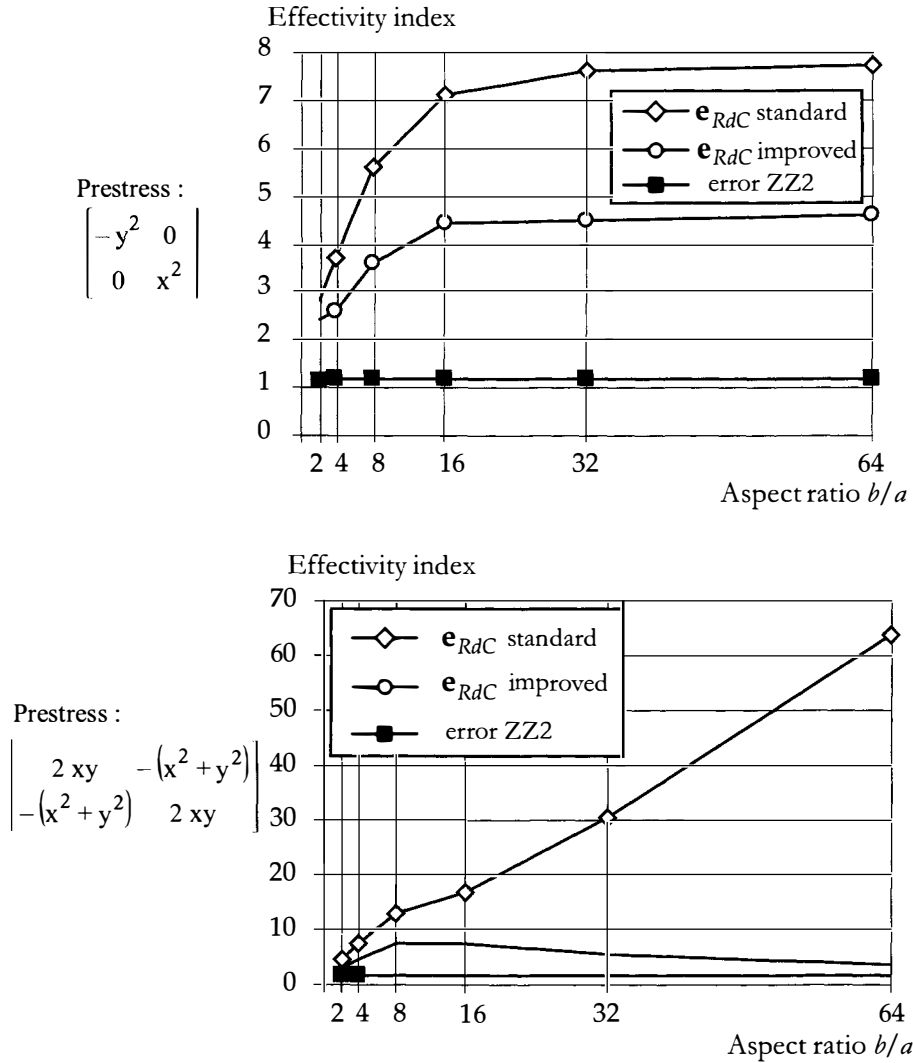 Effectivity index
8
7
6
5
4
3
2
1
0
e_RdC standard
e_RdC improved
error ZZ2
Prestress :
-y² 0
0 x²
2 4 8 16 32 64
Aspect ratio b/a
Effectivity index
70
60
50
40
30
20
10
0
e_RdC standard
e_RdC improved
error ZZ2
Prestress :
2 xy -(x² + y²)
-(x² + y²) 2 xy
2 4 8 16 32 64
Aspect ratio b/a